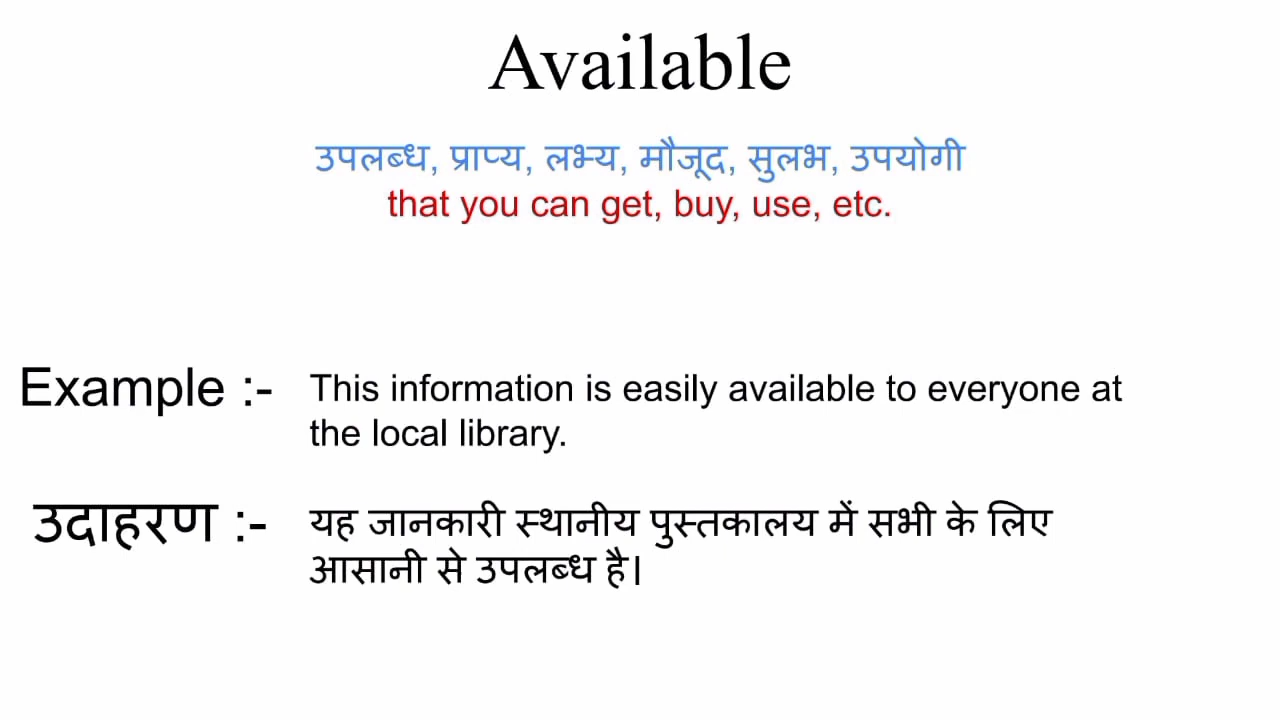 Available
उपलब्ध, प्राप्य, लभ्य, मौजूद, सुलभ, उपयोगी
that you can get, buy, use, etc.
Example :- This information is easily available to everyone at
the local library.
उदाहरण :- यह जानकारी स्थानीय पुस्तकालय में सभी के लिए
आसानी से उपलब्ध है।